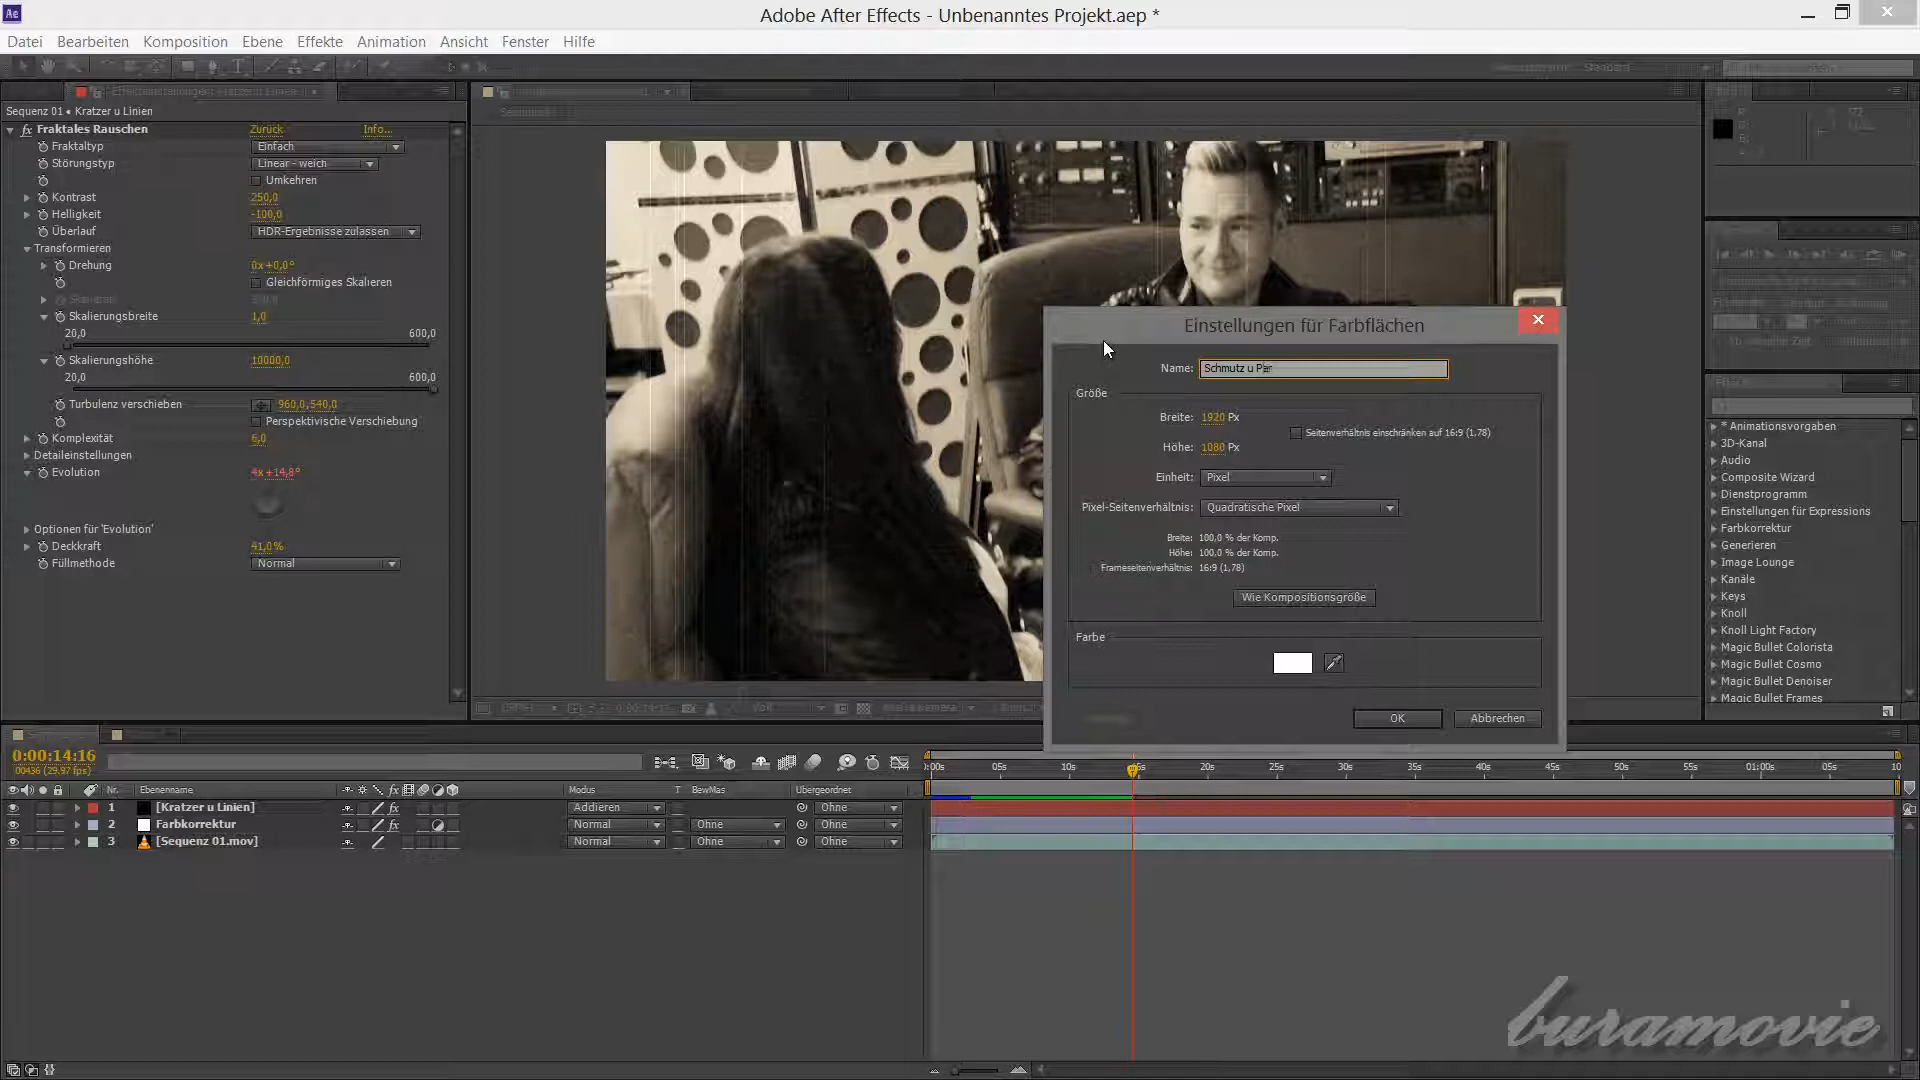 Ae
Adobe After Effects - Unbenanntes Projekt.aep *
Datei Bearbeiten Komposition Ebene Effekte Animation Ansicht Fenster Hilfe
Standard
Sequenz 01 • Kratzer u Linien
fx Fraktales Rauschen Zurück Info...
Fraktaltyp Einfach
Störungstyp Linear - weich
Umkehren
Kontrast 250,0
Helligkeit -100,0
Überlauf HDR-Ergebnisse zulassen
Transformieren
Drehung 0x+0,0°
Gleichförmiges Skalieren
Skalieren
Skalierungsbreite 1,0
20,0 600,0
Skalierungshöhe 10000,0
20,0 600,0
Turbulenz verschieben 960,0,540,0
Perspektivische Verschiebung
Komplexität 6,0
Detaileinstellungen
Evolution 4x+14,8°
Optionen für 'Evolution'
Deckkraft 41,0%
Füllmethode Normal
Einstellungen für Farbflächen
Name: Schmutz u Par
Größe
Breite: 1920 Px
Seitenverhältnis einschränken auf 16:9 (1,78)
Höhe: 1080 Px
Einheit: Pixel
Pixel-Seitenverhältnis: Quadratische Pixel
Breite: 100,0 % der Komp.
Höhe: 100,0 % der Komp.
Frameseitenverhältnis: 16:9 (1,78)
Wie Kompositionsgröße
Farbe
OK Abbrechen
* Animationsvorgaben
3D-Kanal
Audio
Composite Wizard
Dienstprogramm
Einstellungen für Expressions
Farbkorrektur
Generieren
Image Lounge
Kanäle
Keys
Knoll
Knoll Light Factory
Magic Bullet Colorista
Magic Bullet Cosmo
Magic Bullet Denoiser
Magic Bullet Frames
0:00:14:16
00436 (29.97 fps)
:00s 05s 10s 20s 25s 30s 35s 40s 45s 50s 55s 01:00s 05s 10
Nr. Ebenenname fx Modus T BewMas Übergeordnet
1 [Kratzer u Linien] fx Addieren Ohne
2 Farbkorrektur fx Normal Ohne Ohne
3 [Sequenz 01.mov] Normal Ohne Ohne
buramovie